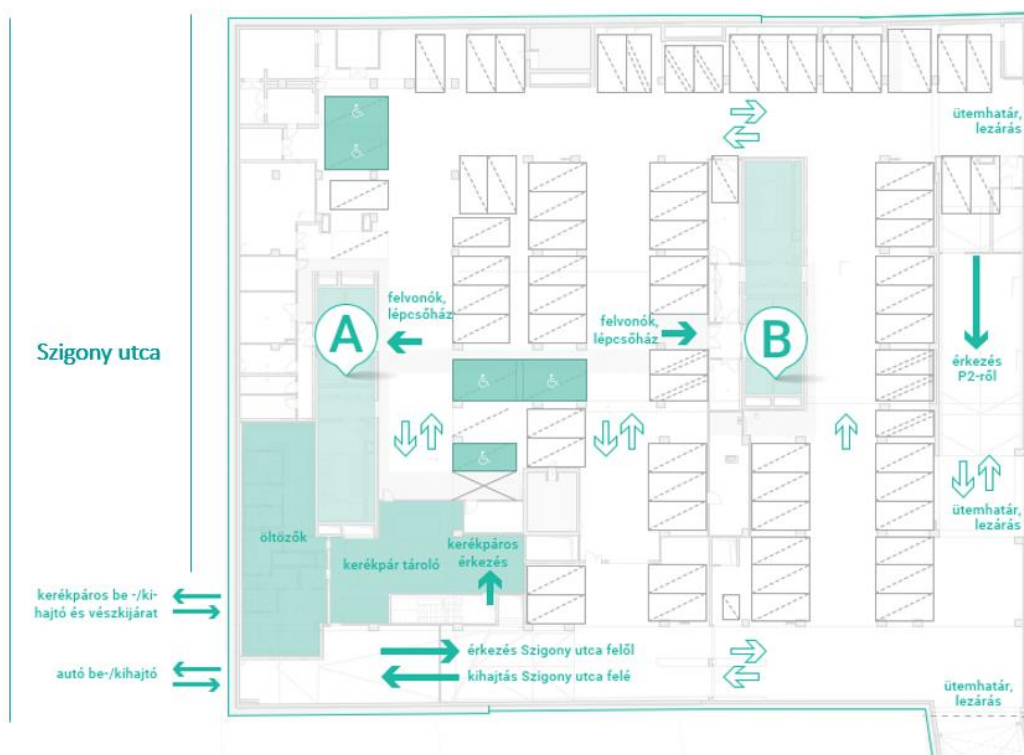 ütemhatár,
lezárás
felvonók,
lépcsőház
A
felvonók,
lépcsőház
B
Szigony utca
érkezés
P2-ről
ütemhatár,
lezárás
öltözők
kerékpár tároló
kerékpáros
érkezés
kerékpáros be -/ki-
hajtó és vészkijárat
autó be-/kihajtó
érkezés Szigony utca felől
kihajtás Szigony utca felé
ütemhatár,
lezárás